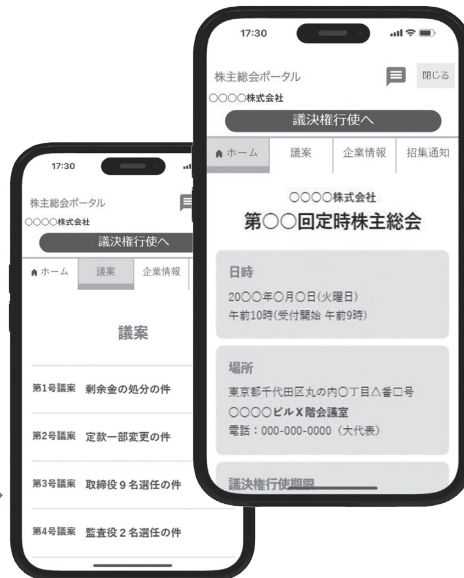 17:30
株主総会ポータル
閉じる
○○○○株式会社
議決権行使へ
ホーム 議案 企業情報 招集通知
○○○○株式会社
第○○回定時株主総会
日時
20○○年○月○日(火曜日)
午前10時(受付開始 午前9時)
場所
東京都千代田区丸の内○丁目△番□号
○○○○ビルX階会議室
電話：000-000-0000（大代表）
議決権行使期限
17:30
株主総会ポータル
○○○○株式会社
議決権行使へ
ホーム 議案 企業情報
議案
第1号議案 剰余金の処分の件
第2号議案 定款一部変更の件
第3号議案 取締役９名選任の件
第4号議案 監査役２名選任の件